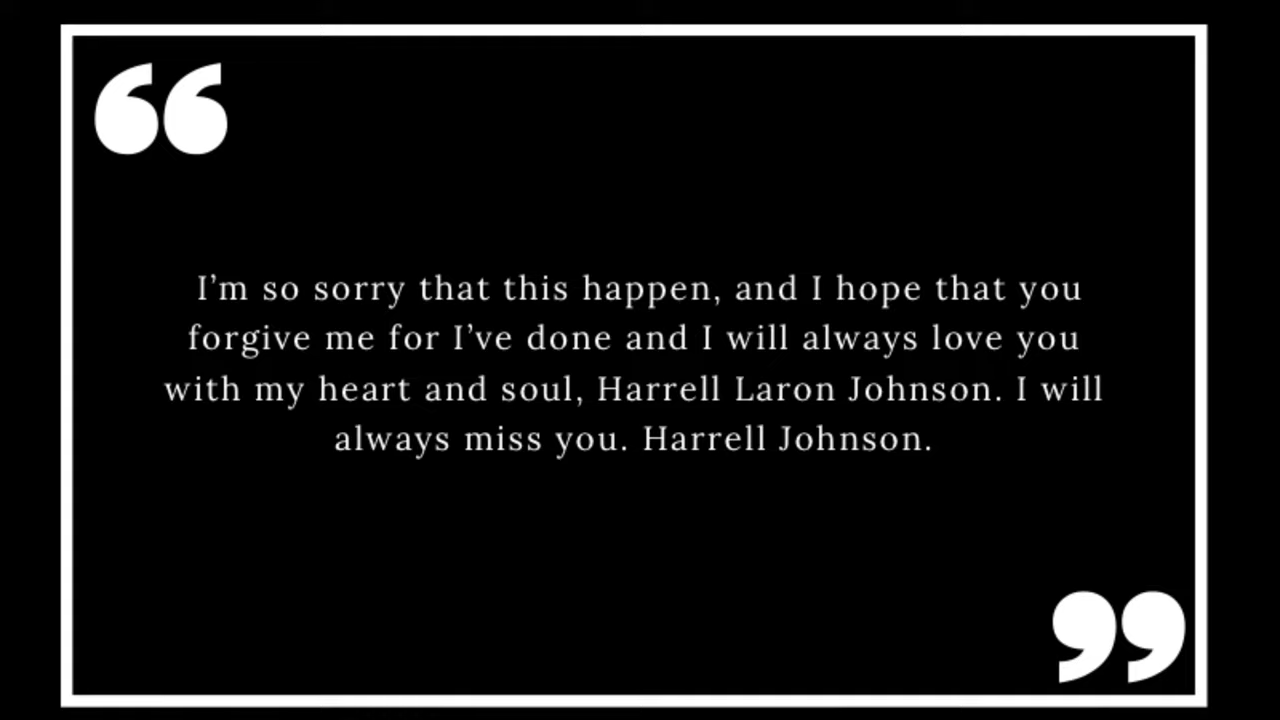 “
I’m so sorry that this happen, and I hope that you
forgive me for I’ve done and I will always love you
with my heart and soul, Harrell Laron Johnson. I will
always miss you. Harrell Johnson.
”